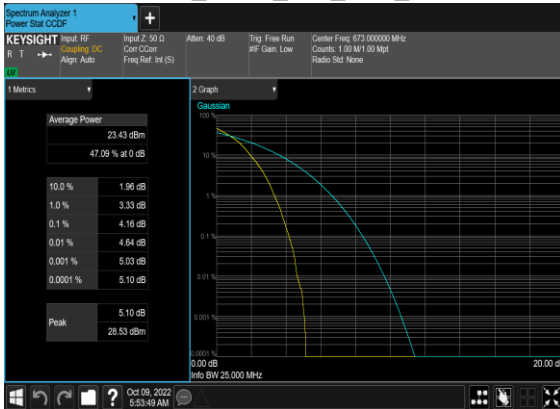 Spectrum Analyzer 1
Power Stat CCDF
+
KEYSIGHT
R T
Input: RF
Coupling: DC
Align: Auto
Input Z: 50 Ω
Corr CCorr
Freq Ref: Int (S)
Atten: 40 dB
Trig: Free Run
#IF Gain: Low
Center Freq: 673.000000 MHz
Counts: 1.00 M/1.00 Mpt
Radio Std: None
1 Metrics
Average Power
23.43 dBm
47.09 % at 0 dB
10.0 % 1.96 dB
1.0 % 3.33 dB
0.1 % 4.16 dB
0.01 % 4.64 dB
0.001 % 5.03 dB
0.0001 % 5.10 dB
Peak
5.10 dB
28.53 dBm
2 Graph
Gaussian
100 %
10 %
1 %
0.1 %
0.01 %
0.001 %
0.0001 %
0.00 dB
20.00 d
Info BW 25.000 MHz
?
Oct 09, 2022
5:53:49 AM